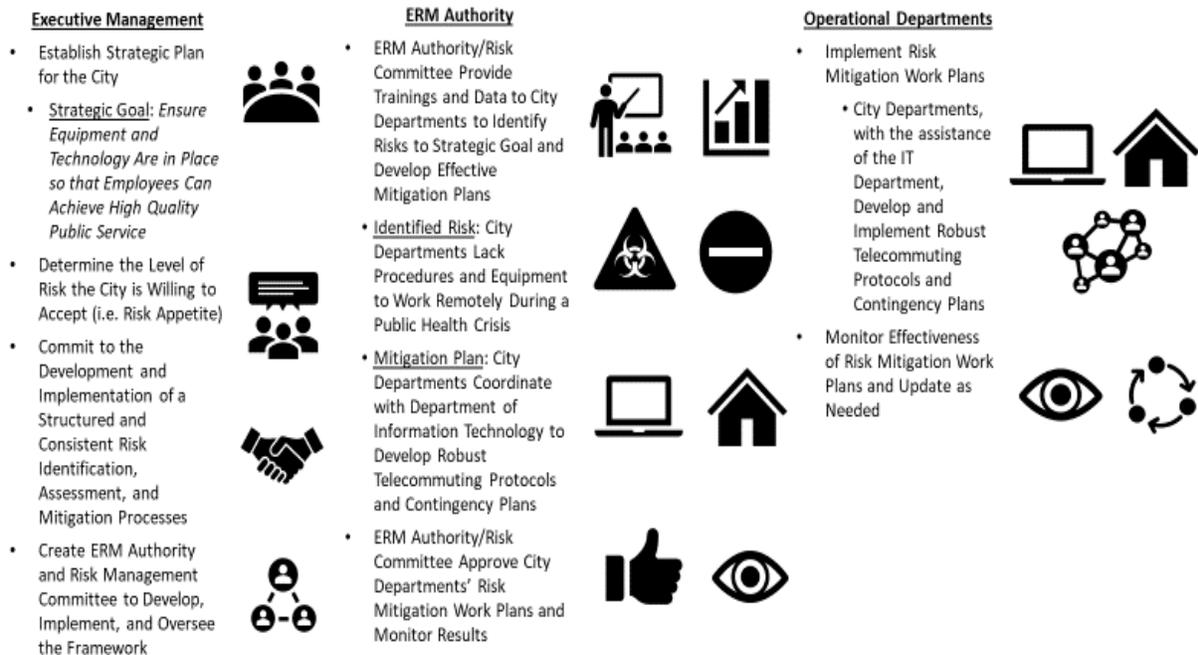 Executive Management
• Establish Strategic Plan
for the City
• Strategic Goal: Ensure
Equipment and
Technology Are in Place
so that Employees Can
Achieve High Quality
Public Service
• Determine the Level of
Risk the City is Willing to
Accept (i.e. Risk Appetite)
• Commit to the
Development and
Implementation of a
Structured and
Consistent Risk
Identification,
Assessment, and
Mitigation Processes
• Create ERM Authority
and Risk Management
Committee to Develop,
Implement, and Oversee
the Framework
ERM Authority
• ERM Authority/Risk
Committee Provide
Trainings and Data to City
Departments to Identify
Risks to Strategic Goal and
Develop Effective
Mitigation Plans
• Identified Risk: City
Departments Lack
Procedures and Equipment
to Work Remotely During a
Public Health Crisis
• Mitigation Plan: City
Departments Coordinate
with Department of
Information Technology to
Develop Robust
Telecommuting Protocols
and Contingency Plans
• ERM Authority/Risk
Committee Approve City
Departments’ Risk
Mitigation Work Plans and
Monitor Results
Operational Departments
• Implement Risk
Mitigation Work Plans
• City Departments,
with the assistance
of the IT
Department,
Develop and
Implement Robust
Telecommuting
Protocols and
Contingency Plans
• Monitor Effectiveness
of Risk Mitigation Work
Plans and Update as
Needed